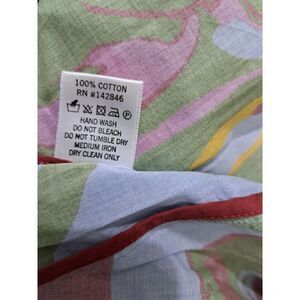 100% COTTON
RN #142846
HAND WASH
DO NOT BLEACH
DO NOT TUMBLE DRY
MEDIUM IRON
DRY CLEAN ONLY